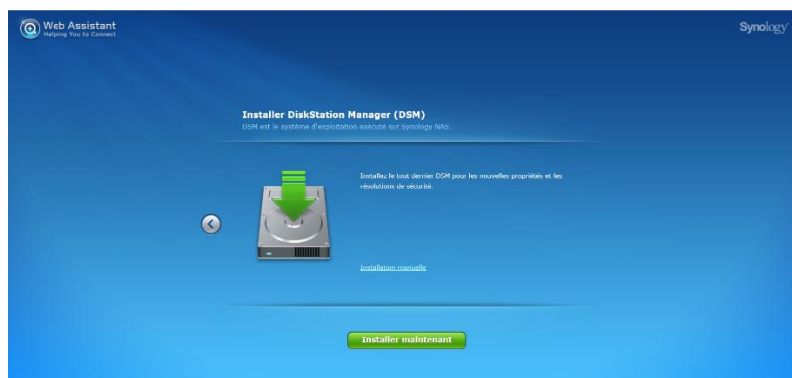 Web Assistant
Helping You to Connect
Synology
Installer DiskStation Manager (DSM)
DSM est le système d'exploitation exécuté sur Synology NAS.
Installez le tout dernier DSM pour les nouvelles propriétés et les
résolutions de sécurité.
Installation manuelle
Installer maintenant